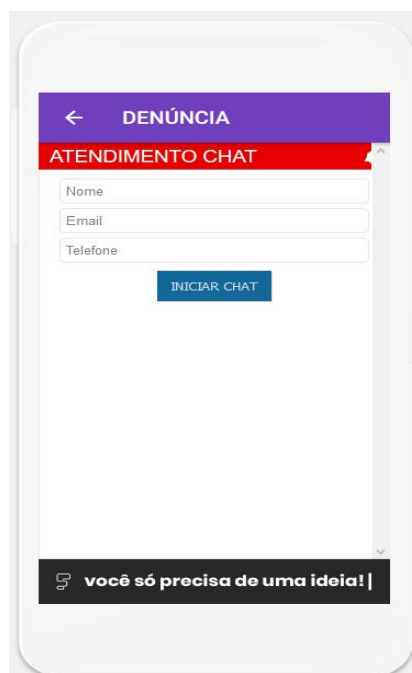 DENÚNCIA
ATENDIMENTO CHAT
Nome
Email
Telefone
INICIAR CHAT
você só precisa de uma ideia!|